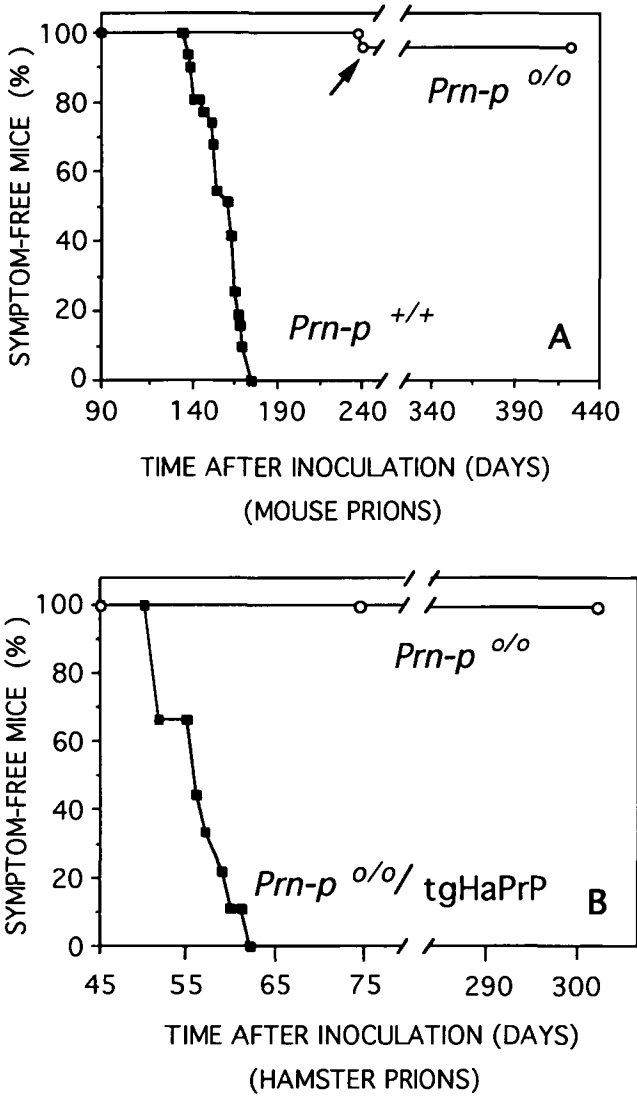 SYMPTOM-FREE MICE (%)
100
80
60
40
20
0
Prn-p o/o
Prn-p +/+
A
90 140 190 240 340 390 440
TIME AFTER INOCULATION (DAYS)
(MOUSE PRIONS)
SYMPTOM-FREE MICE (%)
100
80
60
40
20
0
Prn-p o/o
Prn-p o/o/ tgHaPrP
B
45 55 65 75 290 300
TIME AFTER INOCULATION (DAYS)
(HAMSTER PRIONS)